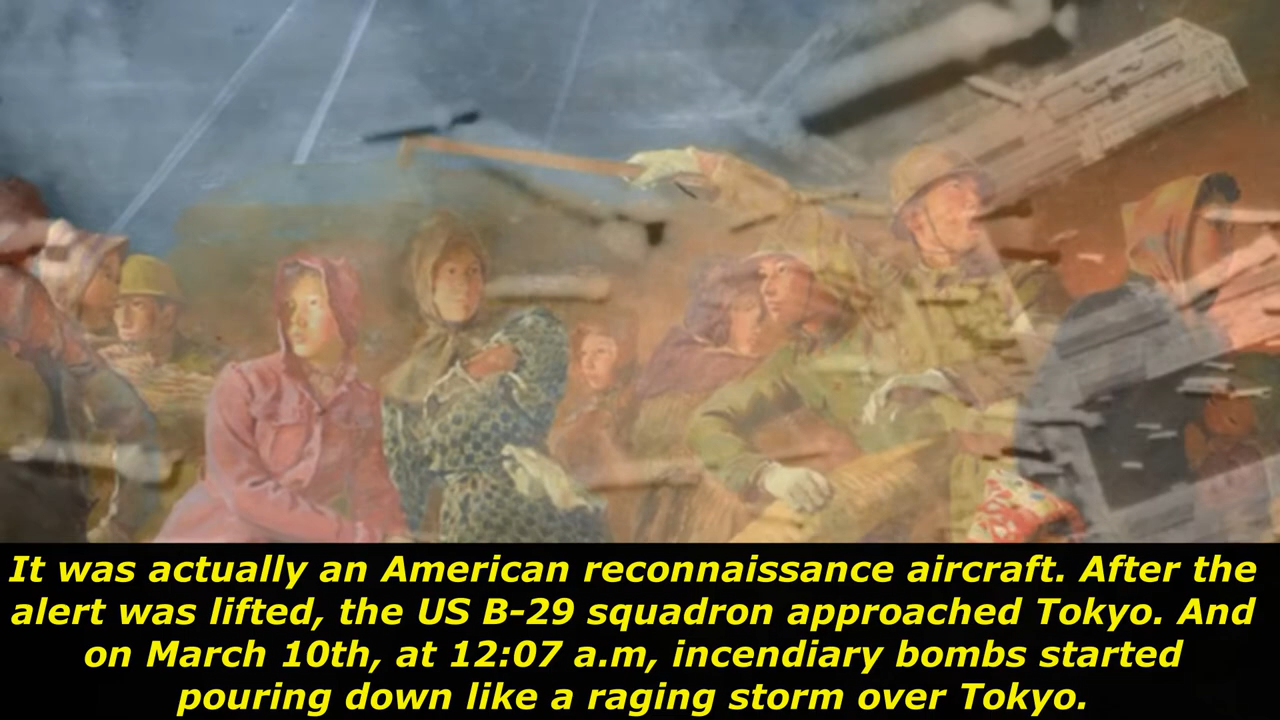 It was actually an American reconnaissance aircraft. After the
alert was lifted, the US B-29 squadron approached Tokyo. And
on March 10th, at 12:07 a.m, incendiary bombs started
pouring down like a raging storm over Tokyo.